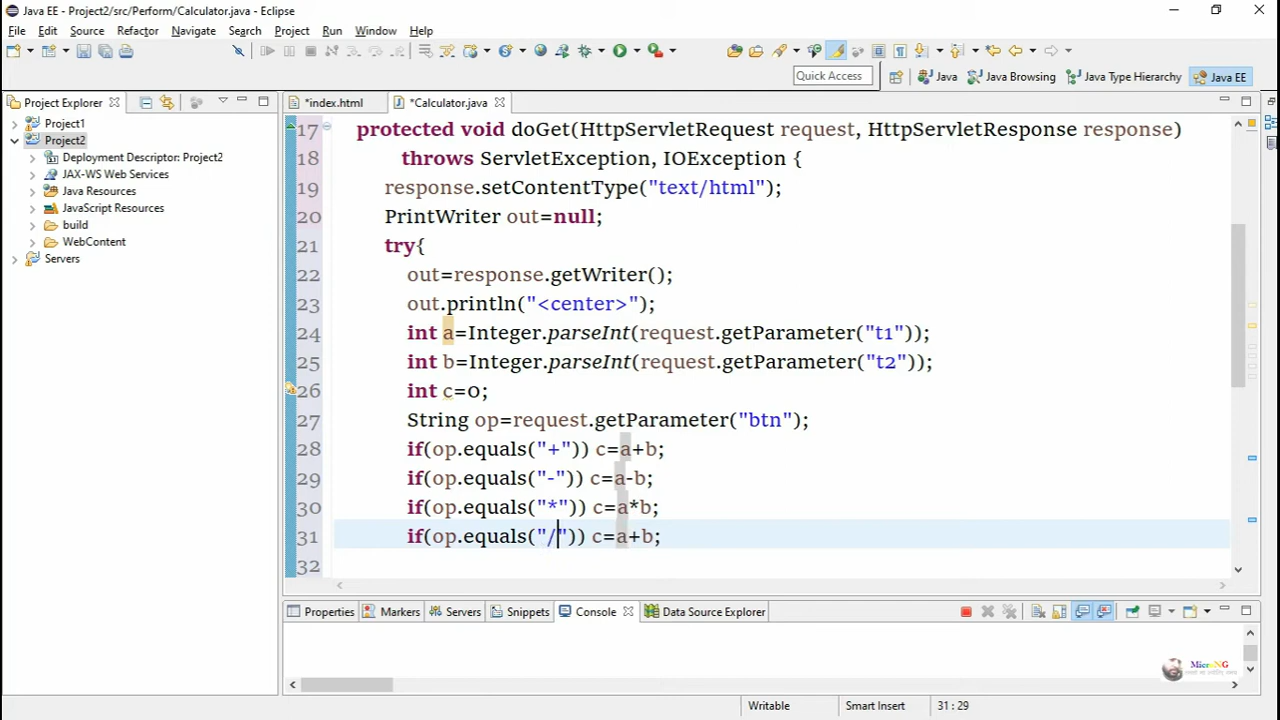 Java EE - Project2/src/Perform/Calculator.java - Eclipse
File Edit Source Refactor Navigate Search Project Run Window Help
Quick Access
Java
Java Browsing
Java Type Hierarchy
Java EE
Project Explorer
*index.html
*Calculator.java
Project1
Project2
Deployment Descriptor: Project2
JAX-WS Web Services
Java Resources
JavaScript Resources
build
WebContent
Servers
17 protected void doGet(HttpServletRequest request, HttpServletResponse response)
18 throws ServletException, IOException {
19 response.setContentType("text/html");
20 PrintWriter out=null;
21 try{
22 out=response.getWriter();
23 out.println("<center>");
24 int a=Integer.parseInt(request.getParameter("t1"));
25 int b=Integer.parseInt(request.getParameter("t2"));
26 int c=0;
27 String op=request.getParameter("btn");
28 if(op.equals("+")) c=a+b;
29 if(op.equals("-")) c=a-b;
30 if(op.equals("*")) c=a*b;
31 if(op.equals("/")) c=a+b;
32
Properties
Markers
Servers
Snippets
Console
Data Source Explorer
MicroNG
Writable
Smart Insert
31 : 29